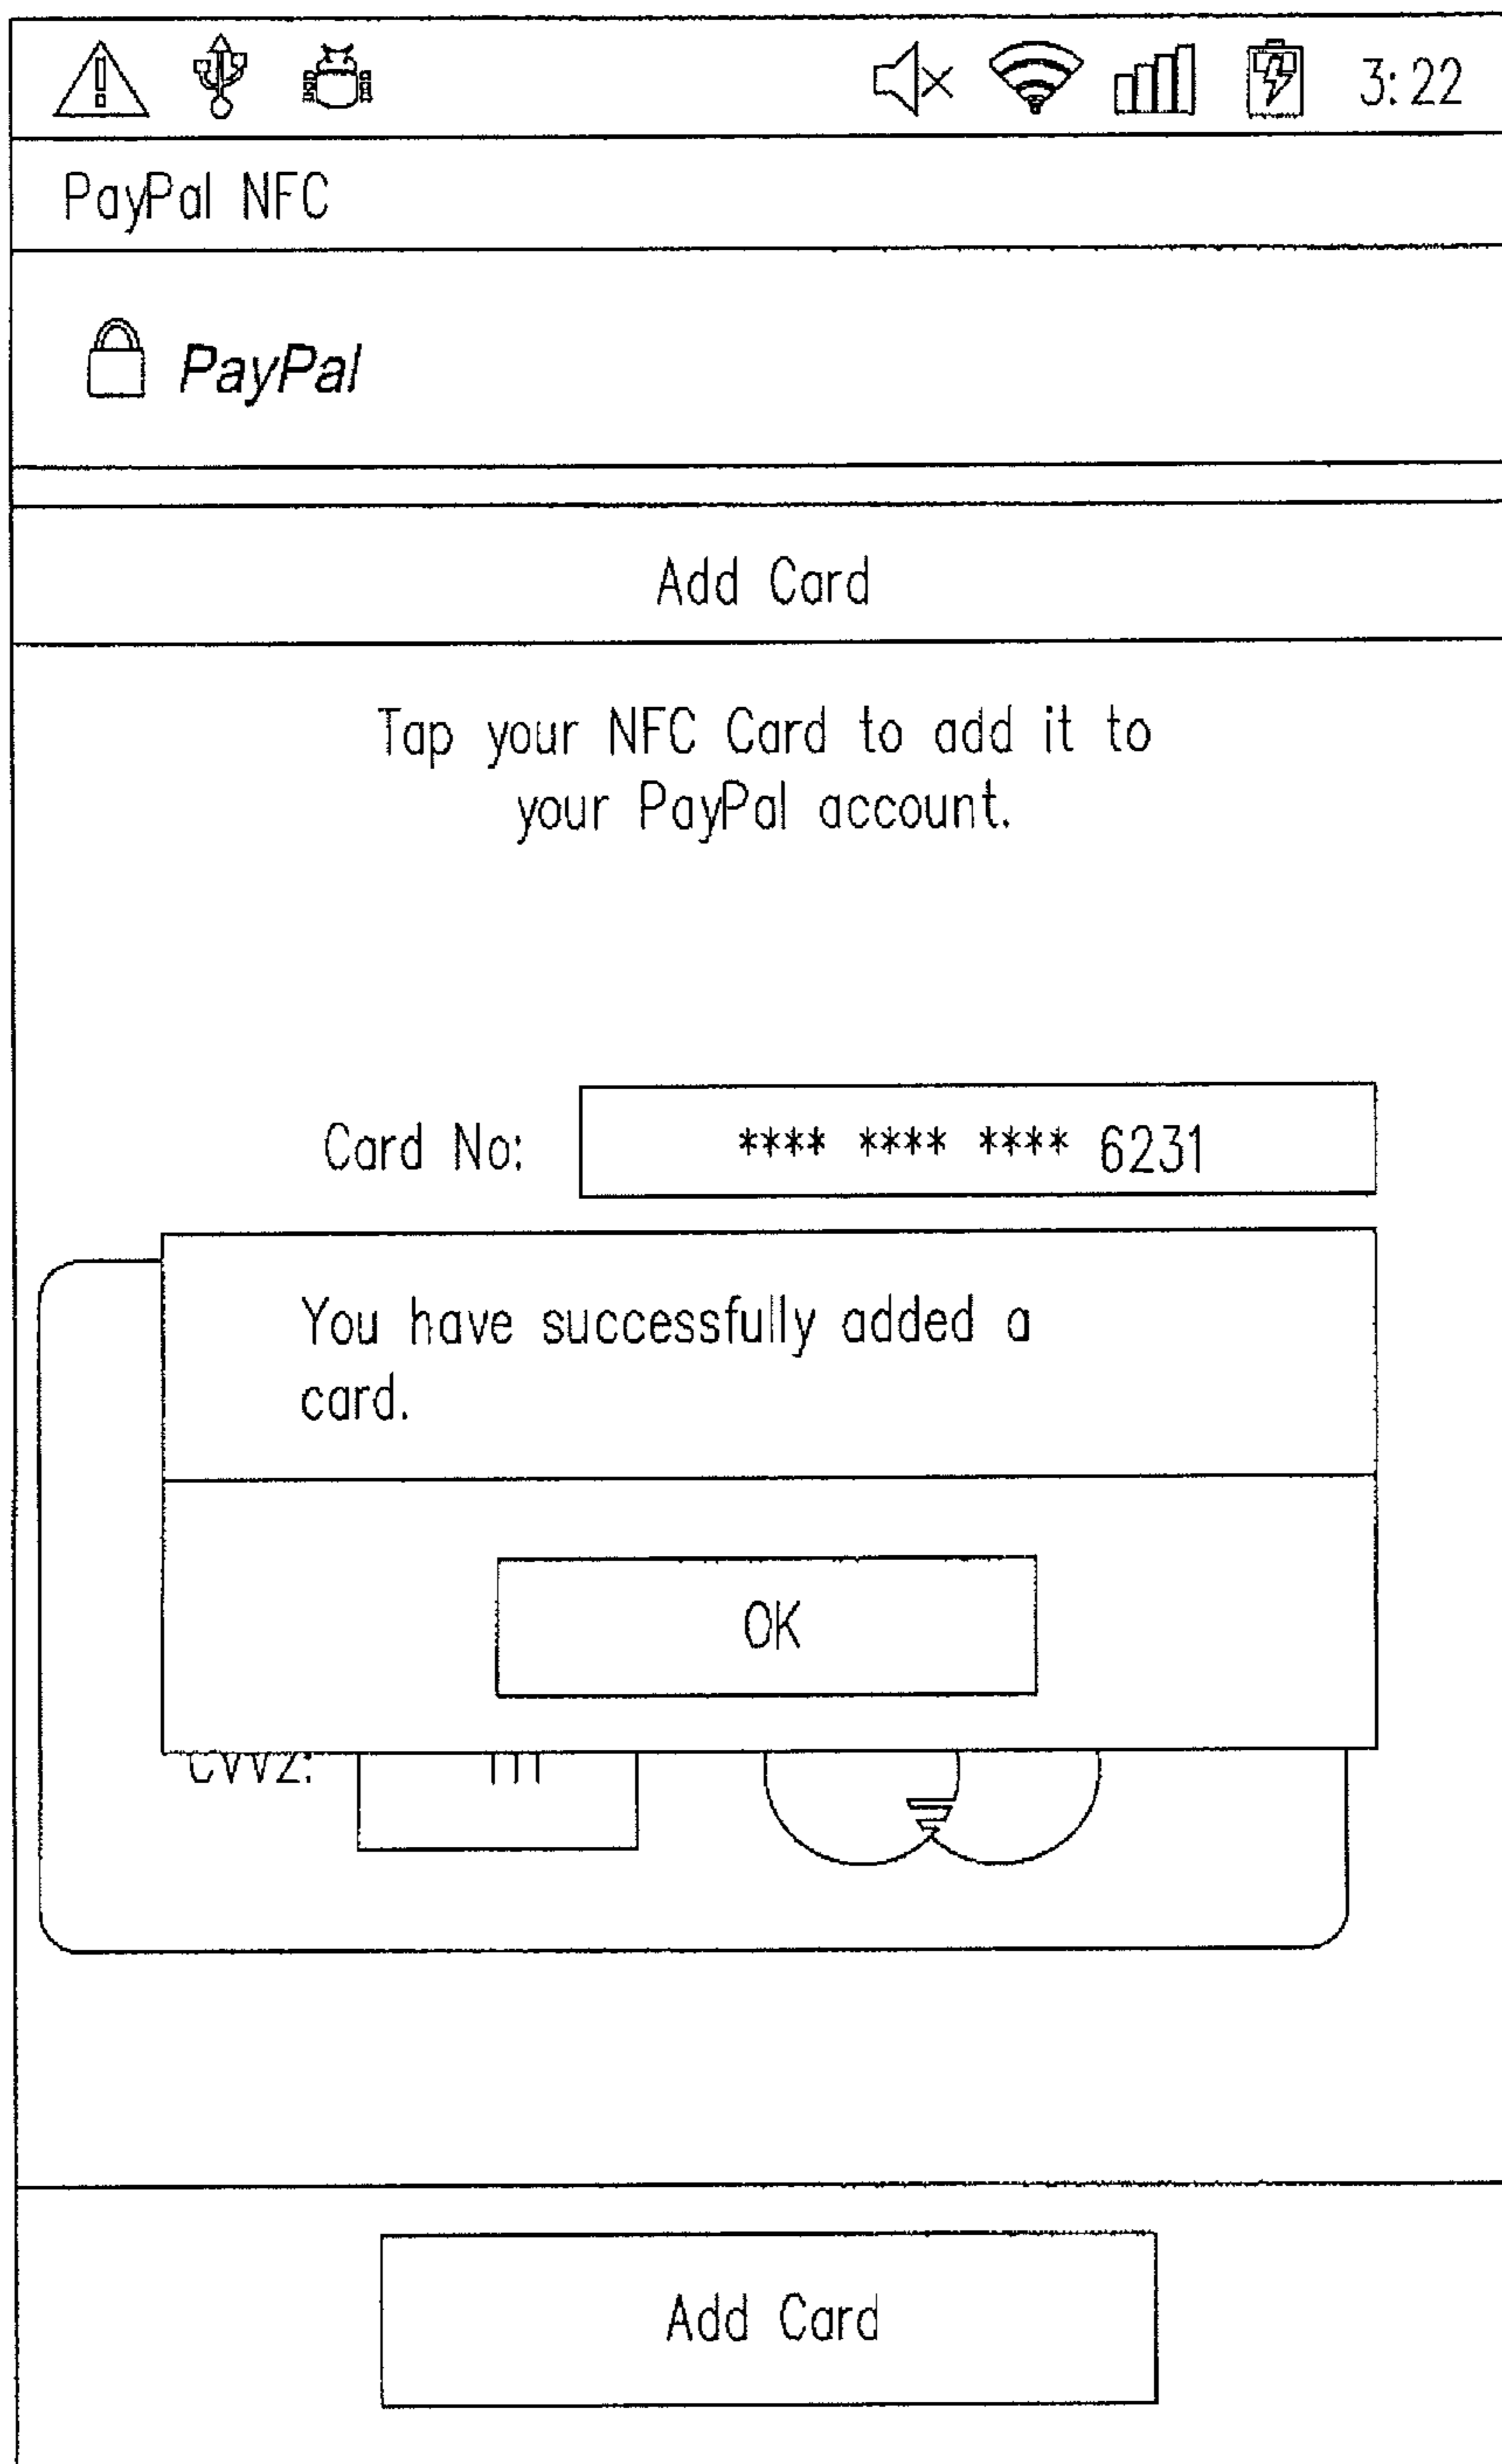 3:22
PayPal NFC
PayPal
Add Card
Tap your NFC Card to add it to
your PayPal account.
Card No: **** **** **** 6231
You have successfully added a
card.
OK
CVV2:
Add Card